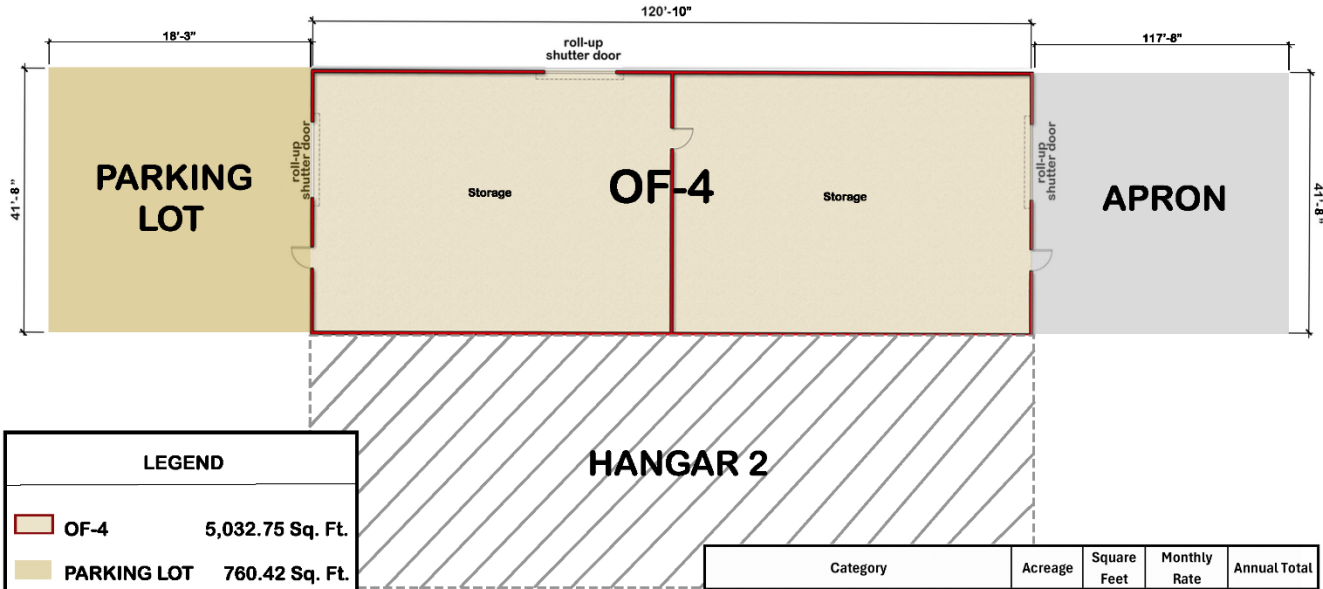 120'-10"
18'-3"
roll-up
shutter door
117'-8"
41'-8"
PARKING
LOT
roll-up
shutter door
Storage
OF-4
Storage
roll-up
shutter door
APRON
41'-8"
HANGAR 2
LEGEND
OF-4 5,032.75 Sq. Ft.
PARKING LOT 760.42 Sq. Ft.
Category Acreage Square Feet Monthly Rate Annual Total